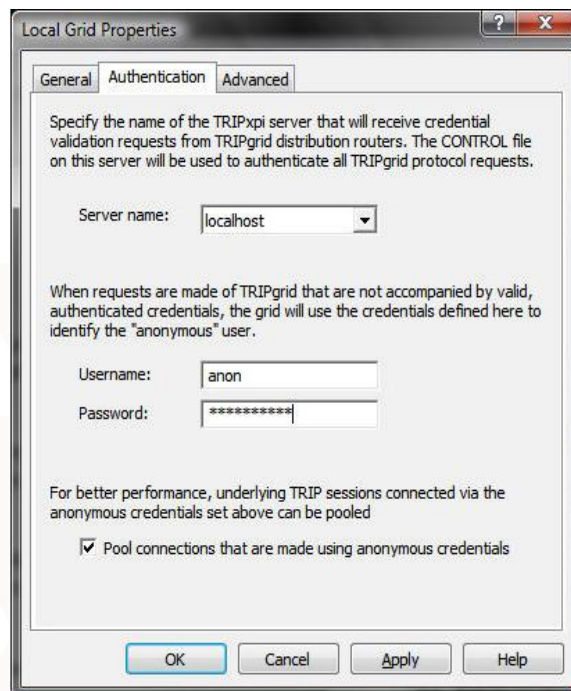 Local Grid Properties
? X
General Authentication Advanced
Specify the name of the TRIPxpi server that will receive credential
validation requests from TRIPgrid distribution routers. The CONTROL file
on this server will be used to authenticate all TRIPgrid protocol requests.
Server name: localhost
When requests are made of TRIPgrid that are not accompanied by valid,
authenticated credentials, the grid will use the credentials defined here to
identify the "anonymous" user.
Username: anon
Password: **********
For better performance, underlying TRIP sessions connected via the
anonymous credentials set above can be pooled
Pool connections that are made using anonymous credentials
OK Cancel Apply Help